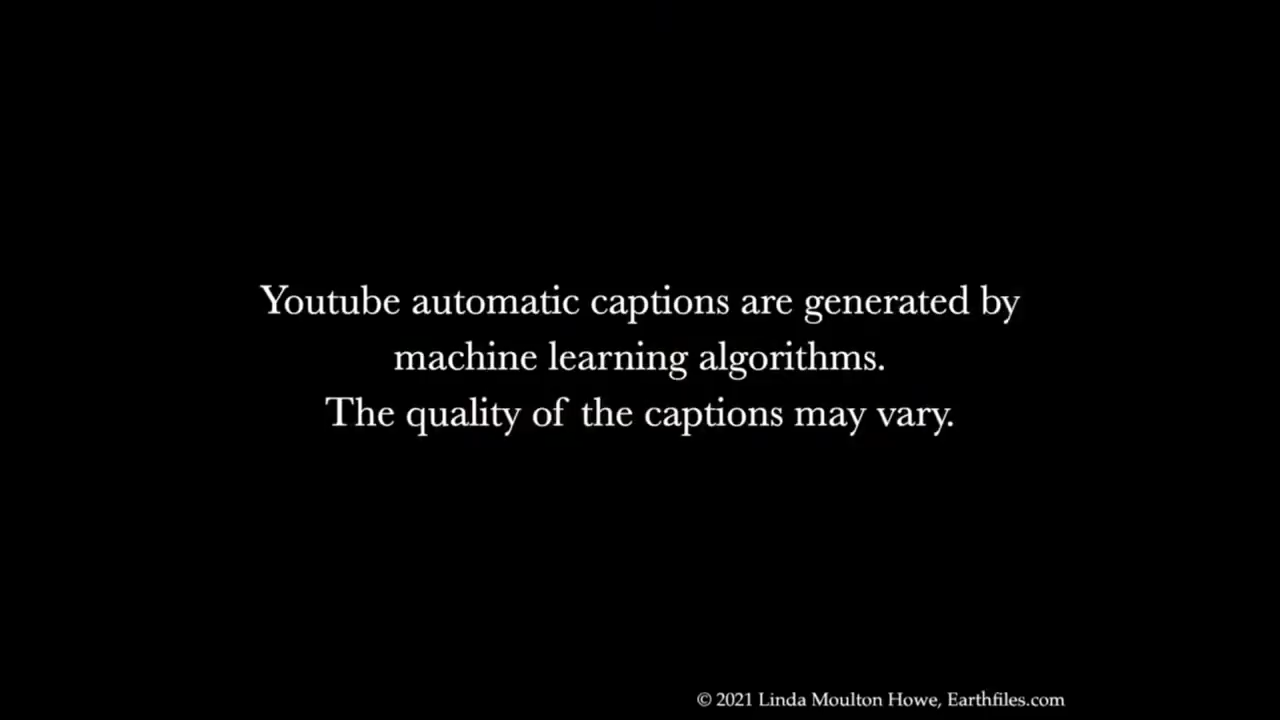 Youtube automatic captions are generated by
machine learning algorithms.
The quality of the captions may vary.
© 2021 Linda Moulton Howe, Earthfiles.com